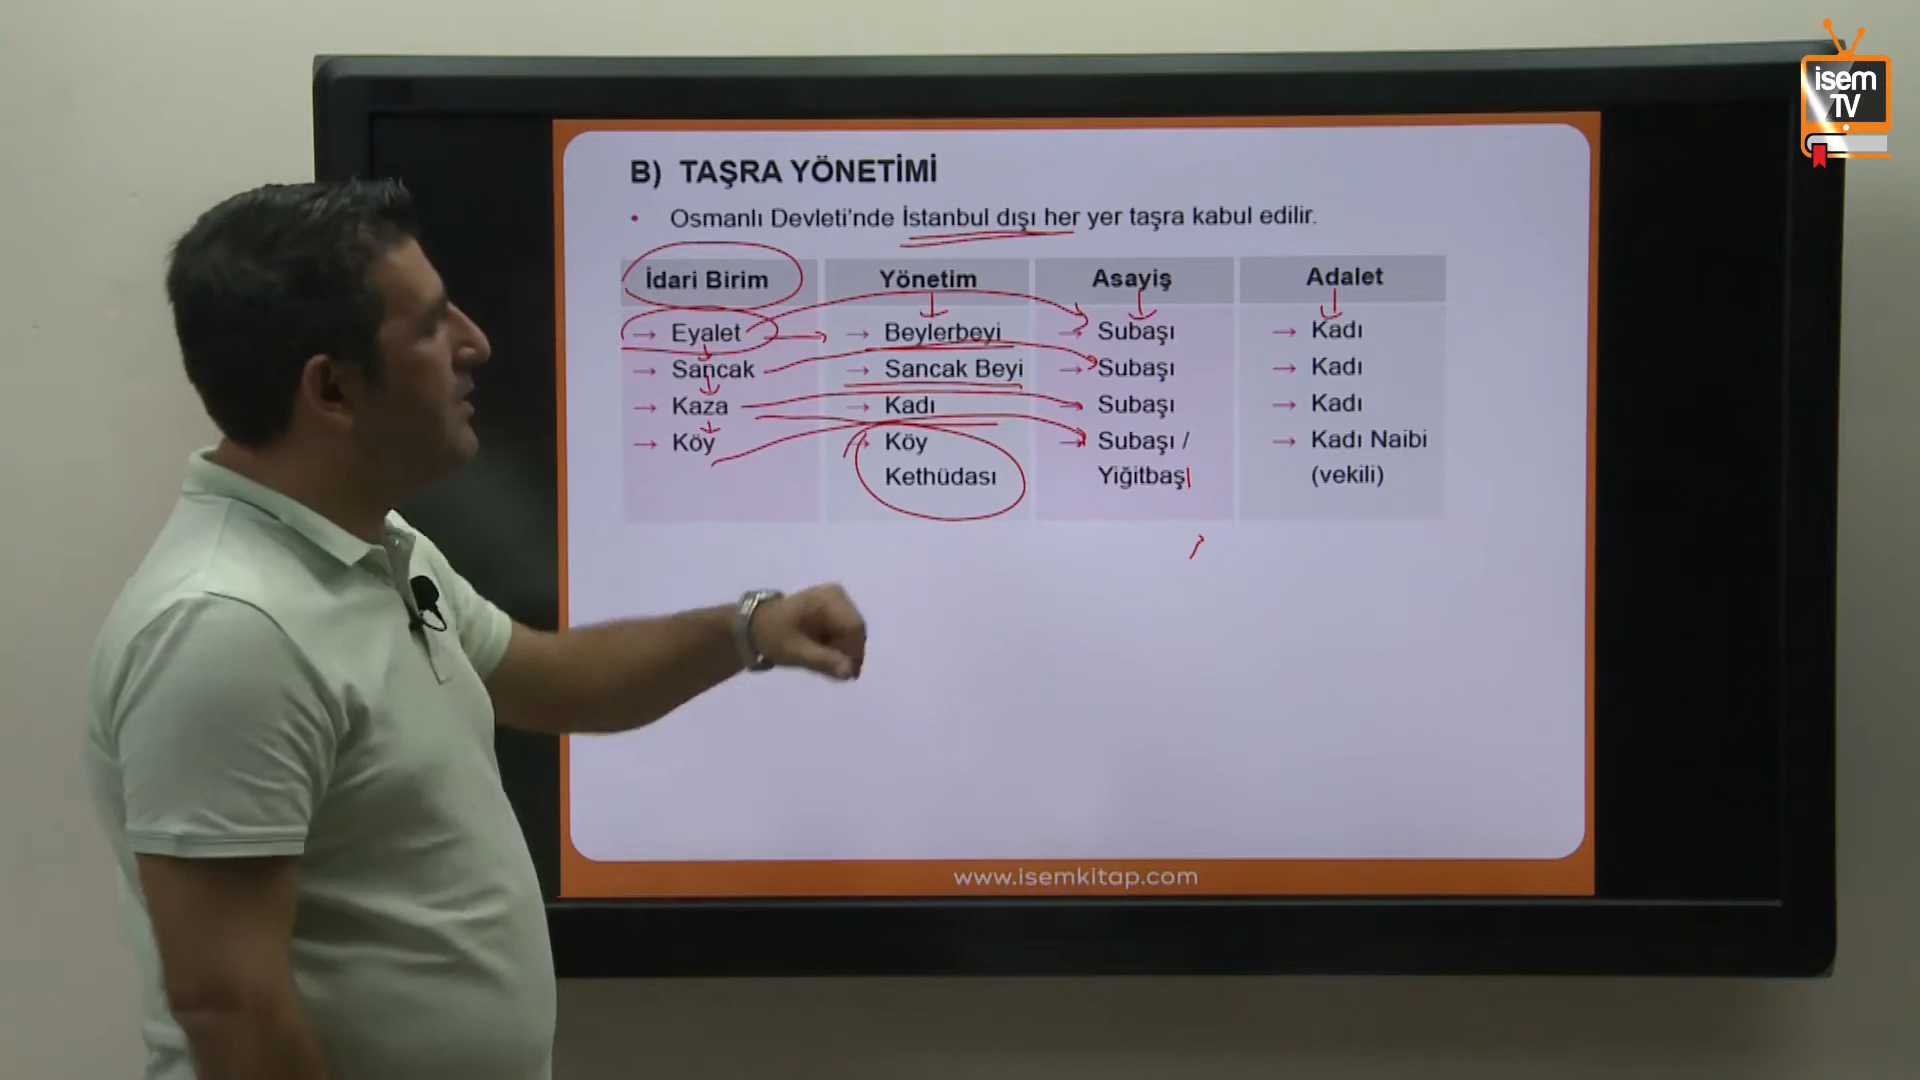 isem
TV
B) TAŞRA YÖNETİMİ
• Osmanlı Devleti'nde İstanbul dışı her yer taşra kabul edilir.
İdari Birim Yönetim Asayiş Adalet
→ Eyalet → Beylerbeyi → Subaşı → Kadı
→ Sancak → Sancak Beyi → Subaşı → Kadı
→ Kaza → Kadı → Subaşı → Kadı
→ Köy → Köy → Subaşı / → Kadı Naibi
Kethüdası Yiğitbaşı (vekili)
www.isemkitap.com